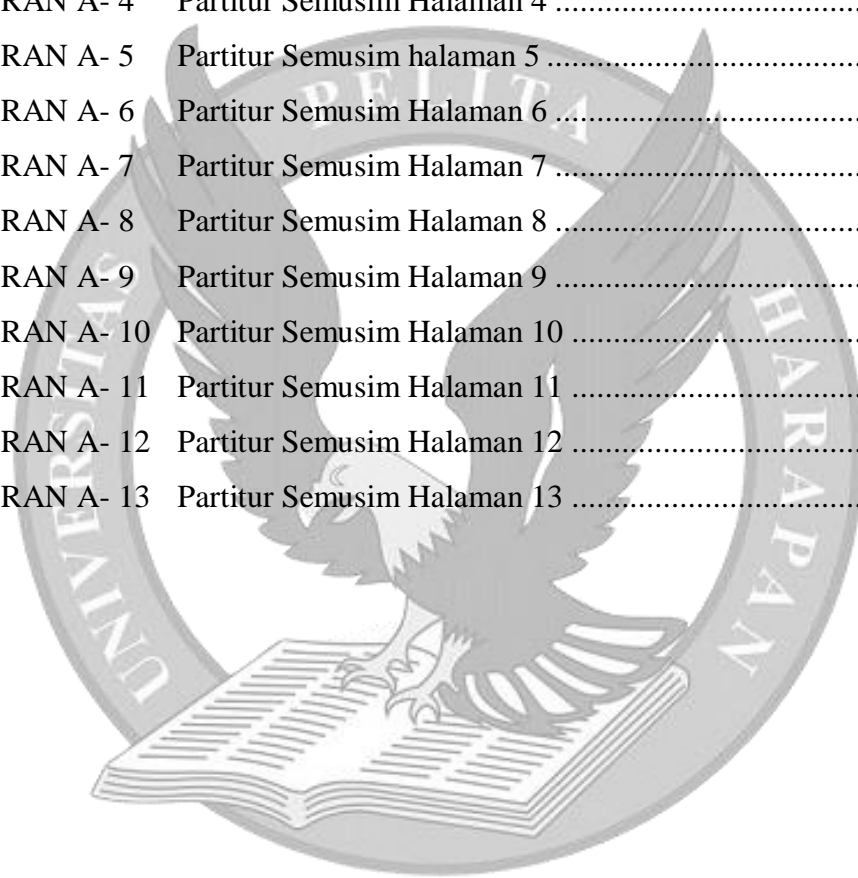 RAN A- 4 Partitur Semusim Halaman 4 ....................................
RAN A- 5 Partitur Semusim halaman 5 .....................................
RAN A- 6 Partitur Semusim Halaman 6 ....................................
RAN A- 7 Partitur Semusim Halaman 7 ....................................
RAN A- 8 Partitur Semusim Halaman 8 ....................................
RAN A- 9 Partitur Semusim Halaman 9 ....................................
RAN A- 10 Partitur Semusim Halaman 10 ..................................
RAN A- 11 Partitur Semusim Halaman 11 ..................................
RAN A- 12 Partitur Semusim Halaman 12 ..................................
RAN A- 13 Partitur Semusim Halaman 13 ..................................
UNIVERSITAS PELITA HARAPAN